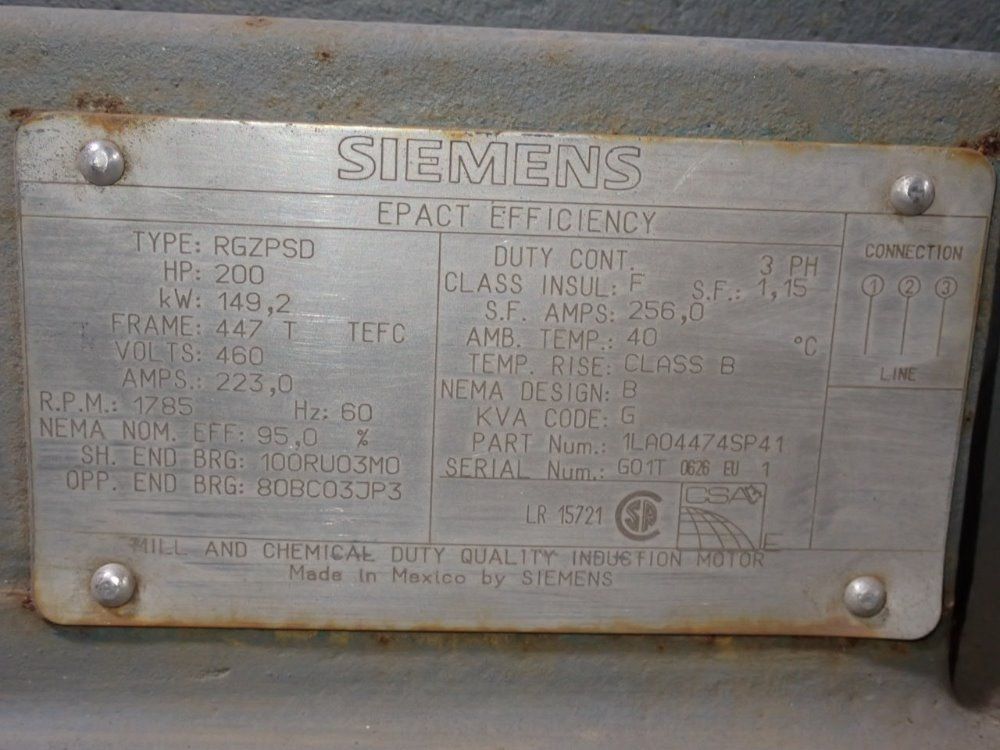 SIEMENS
EPACT EFFICIENCY
TYPE: RGZPSD
HP: 200
kW: 149,2
FRAME: 447 T TEFC
VOLTS: 460
AMPS.: 223,0
R.P.M.: 1785 Hz: 60
NEMA NOM. EFF: 95,0 %
SH. END BRG: 100RU03M0
OPP. END BRG: 80BC03JP3
DUTY CONT. 3 PH
CLASS INSUL: F S.F.: 1,15
S.F. AMPS: 256,0
AMB. TEMP.: 40 °C
TEMP. RISE: CLASS B
NEMA DESIGN: B
KVA CODE: G
PART Num.: 1LA04474SP41
SERIAL Num.: G01T 0626 EU 1
LR 15721 SP CSA E
CONNECTION
1 2 3
LINE
MILL AND CHEMICAL DUTY QUALITY INDUCTION MOTOR
Made in Mexico by SIEMENS